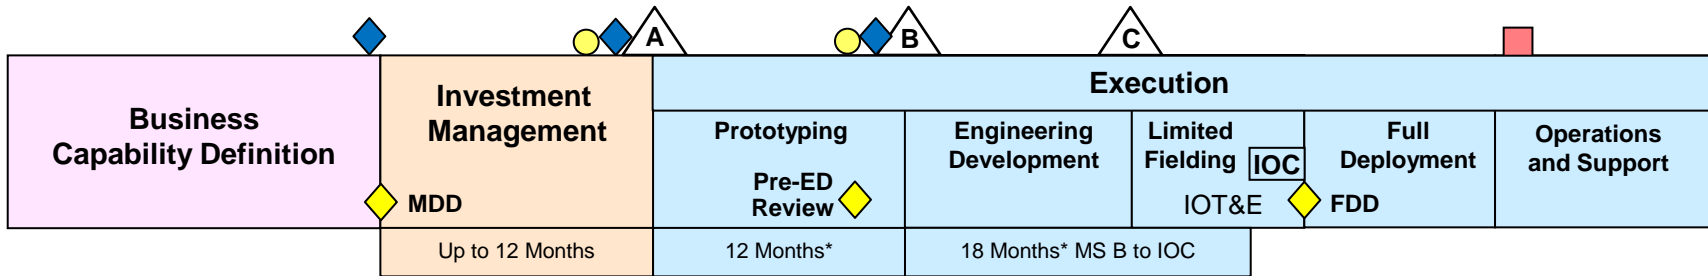 A
B
C
Business
Capability Definition
Investment
Management
Execution
Prototyping
Engineering
Development
Limited
Fielding
IOC
Full
Deployment
Operations
and Support
MDD
Pre-ED
Review
IOT&E
FDD
Up to 12 Months
12 Months*
18 Months* MS B to IOC